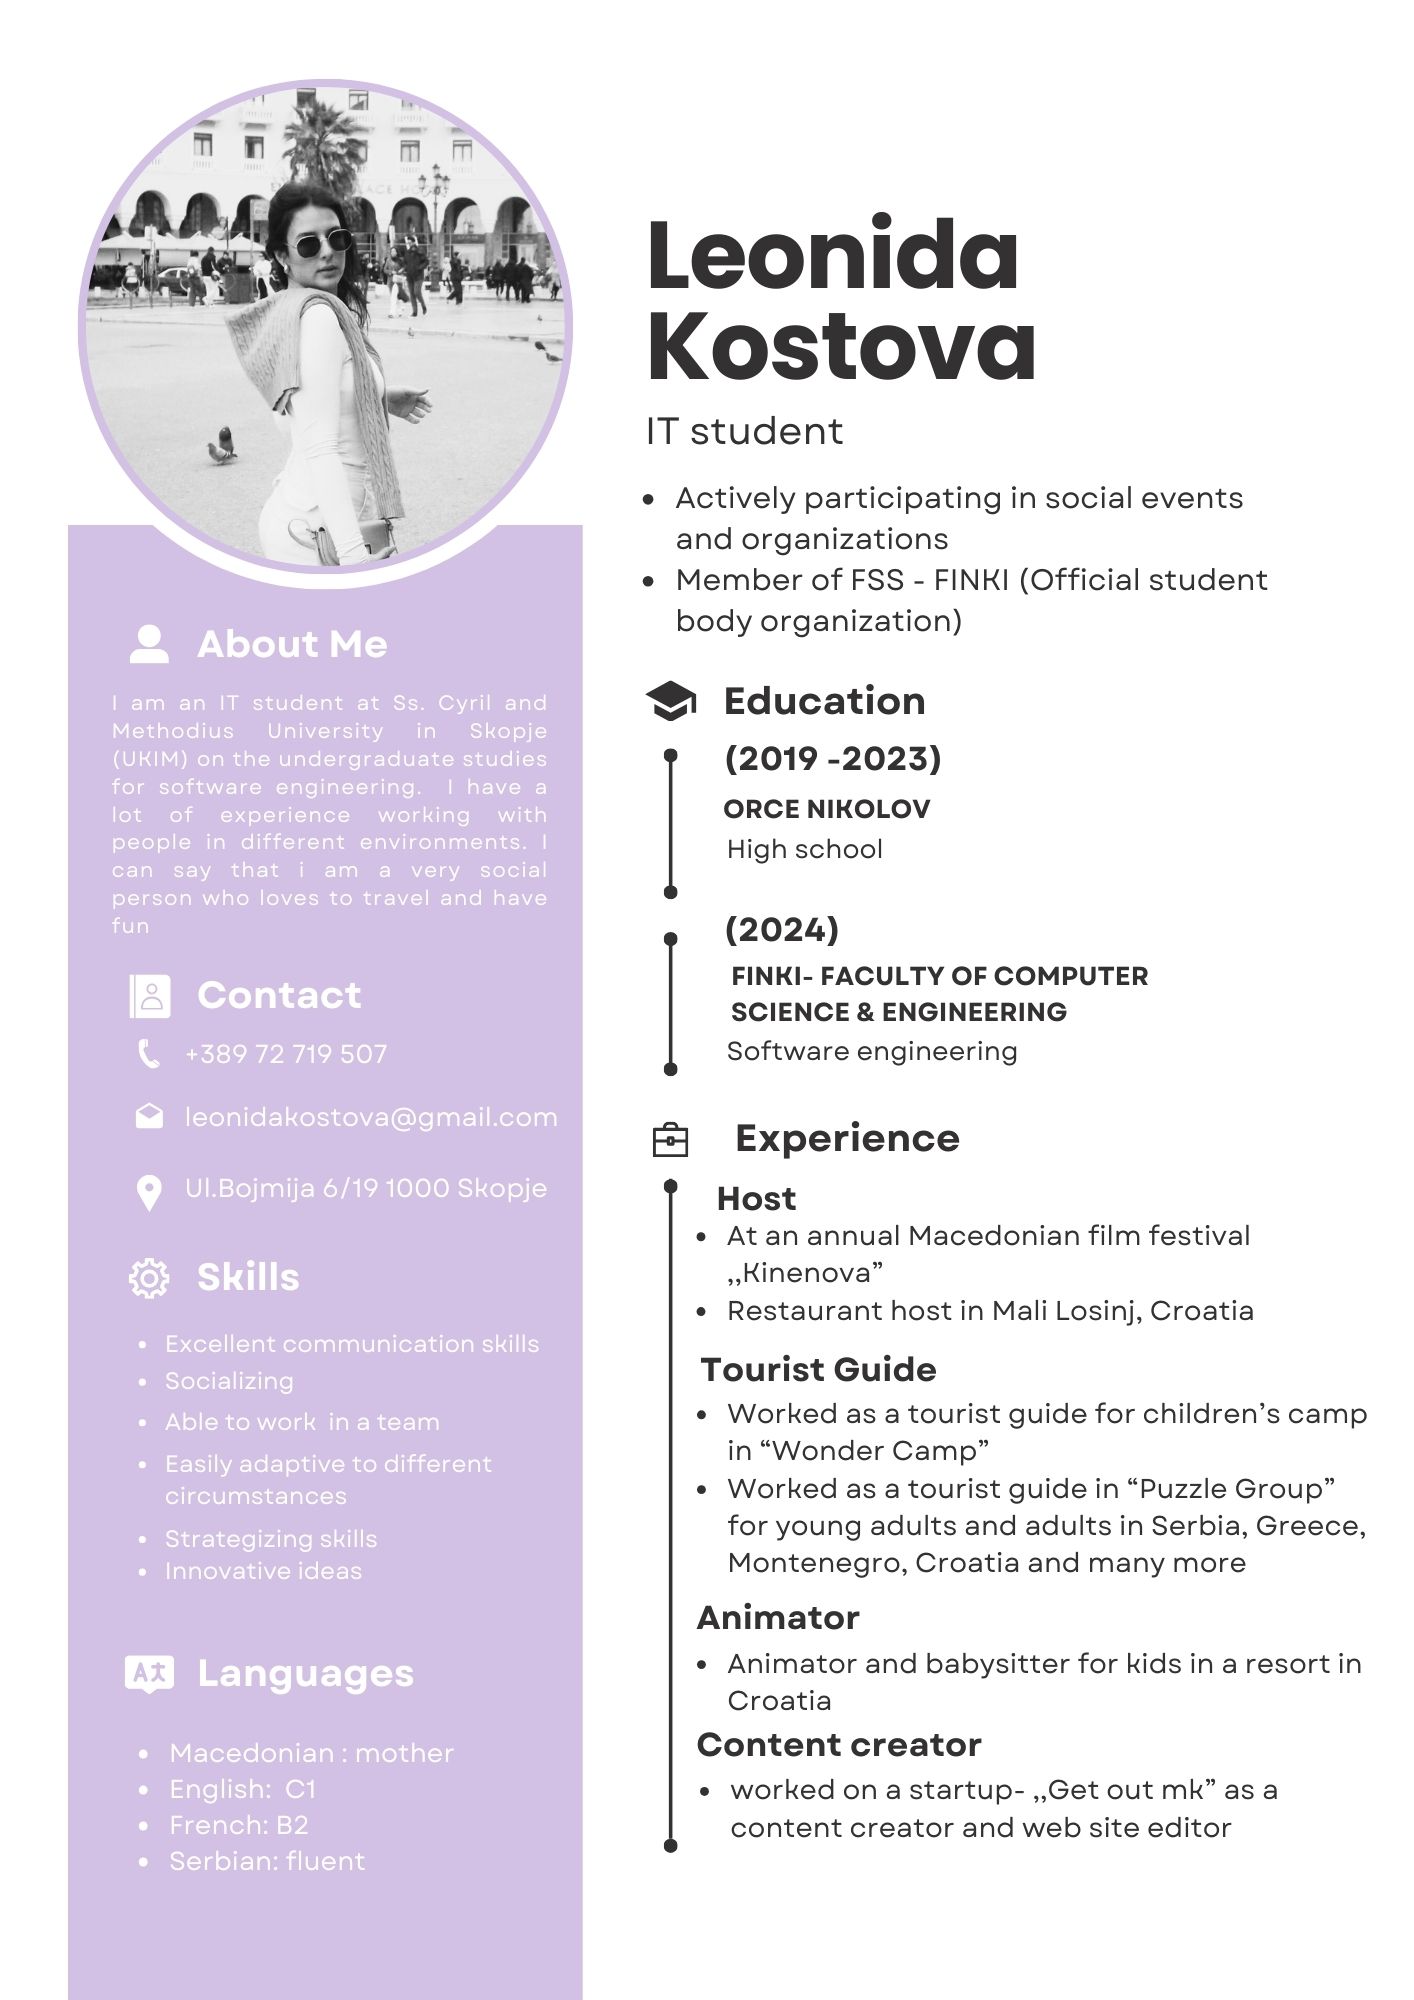 Leonida
Kostova
IT student
Actively participating in social events
and organizations
Member of FSS - FINKI (Official student
body organization)
About Me
I am an IT student at Ss. Cyril and
Methodius University in Skopje
(UKIM) on the undergraduate studies
for software engineering.  I have a
lot of experience working with
people in different environments. I
can say that i am a very social
person who loves to travel and have
fun
Contact
+389 72 719 507
leonidakostova@gmail.com
Ul.Bojmija 6/19 1000 Skopje
Skills
Excellent communication skills
Socializing
Able to work  in a team
Easily adaptive to different
circumstances
Strategizing skills
Innovative ideas
Languages
Macedonian : mother
English:  C1
French: B2
Serbian: fluent
Education
(2019 -2023)
ORCE NIKOLOV
High school
(2024)
FINKI- FACULTY OF COMPUTER
SCIENCE & ENGINEERING
Software engineering
Experience
Host
At an annual Macedonian film festival
,,Kinenova”
Restaurant host in Mali Losinj, Croatia
Tourist Guide
Worked as a tourist guide for children’s camp
in “Wonder Camp”
Worked as a tourist guide in “Puzzle Group”
for young adults and adults in Serbia, Greece,
Montenegro, Croatia and many more
Animator
Animator and babysitter for kids in a resort in
Croatia
Content creator
worked on a startup- ,,Get out mk” as a
content creator and web site editor